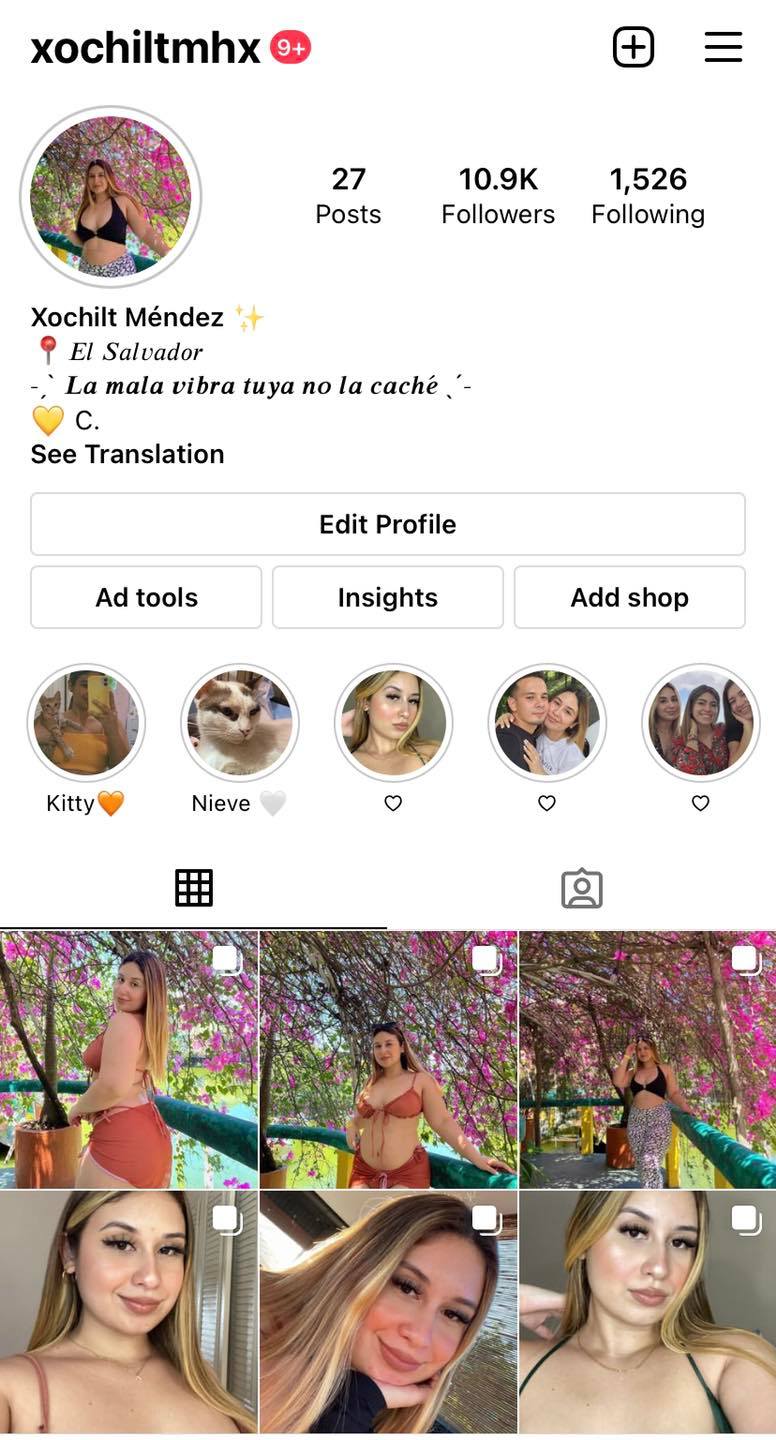 xochiltmhx 9+
27 10.9K 1,526
Posts Followers Following
Xochilt Méndez ✨
📍 El Salvador
-ˏˋ La mala vibra tuya no la caché ˎˊ-
💛 C.
See Translation
Edit Profile
Ad tools Insights Add shop
Kitty🧡 Nieve 🤍 ♡ ♡ ♡